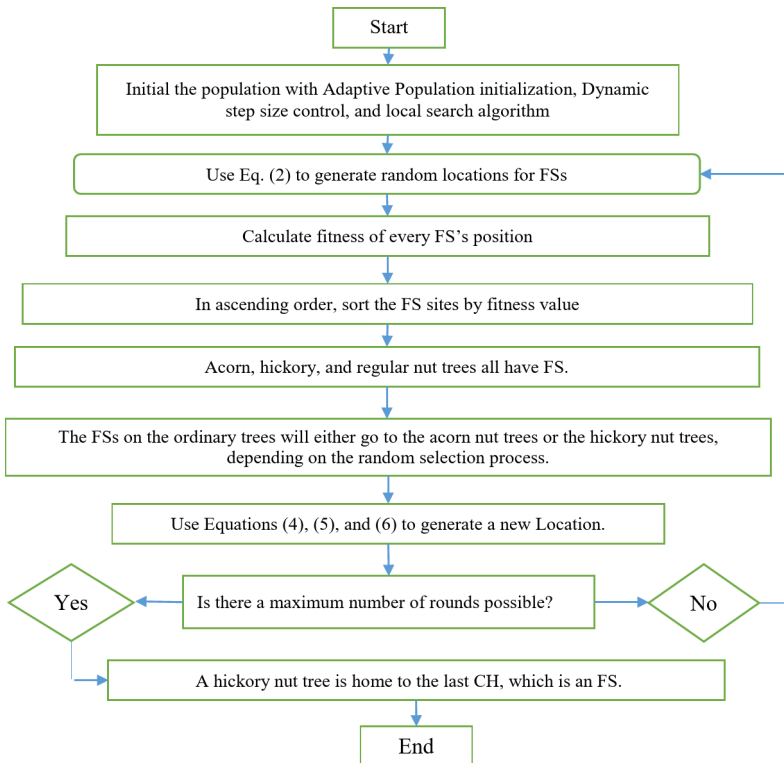 Start
Initial the population with Adaptive Population initialization, Dynamic
step size control, and local search algorithm
Use Eq. (2) to generate random locations for FSs
Calculate fitness of every FS's position
In ascending order, sort the FS sites by fitness value
Acorn, hickory, and regular nut trees all have FS.
The FSs on the ordinary trees will either go to the acorn nut trees or the hickory nut trees,
depending on the random selection process.
Use Equations (4), (5), and (6) to generate a new Location.
Yes
Is there a maximum number of rounds possible?
No
A hickory nut tree is home to the last CH, which is an FS.
End